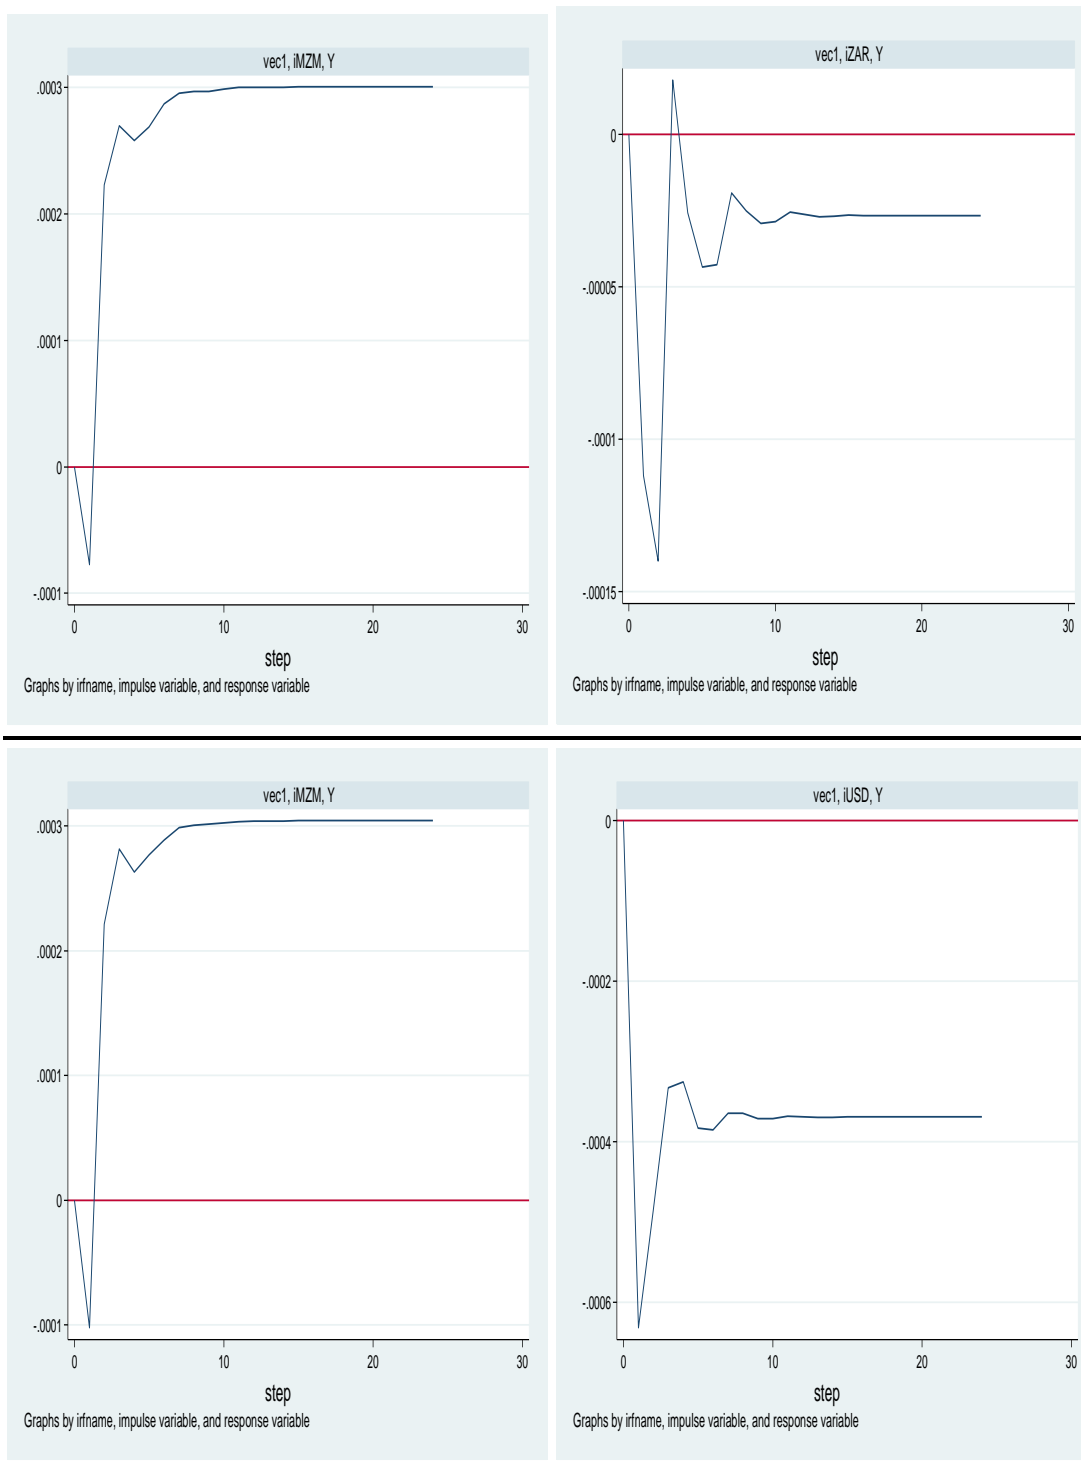 vec1, iMZM, Y
.0003
.0002
.0001
0
-.0001
0 10 20 30
step
Graphs by irfname, impulse variable, and response variable
vec1, iZAR, Y
0
-.00005
-.0001
-.00015
0 10 20 30
step
Graphs by irfname, impulse variable, and response variable
vec1, iMZM, Y
.0003
.0002
.0001
0
-.0001
0 10 20 30
step
Graphs by irfname, impulse variable, and response variable
vec1, iUSD, Y
0
-.0002
-.0004
-.0006
0 10 20 30
step
Graphs by irfname, impulse variable, and response variable